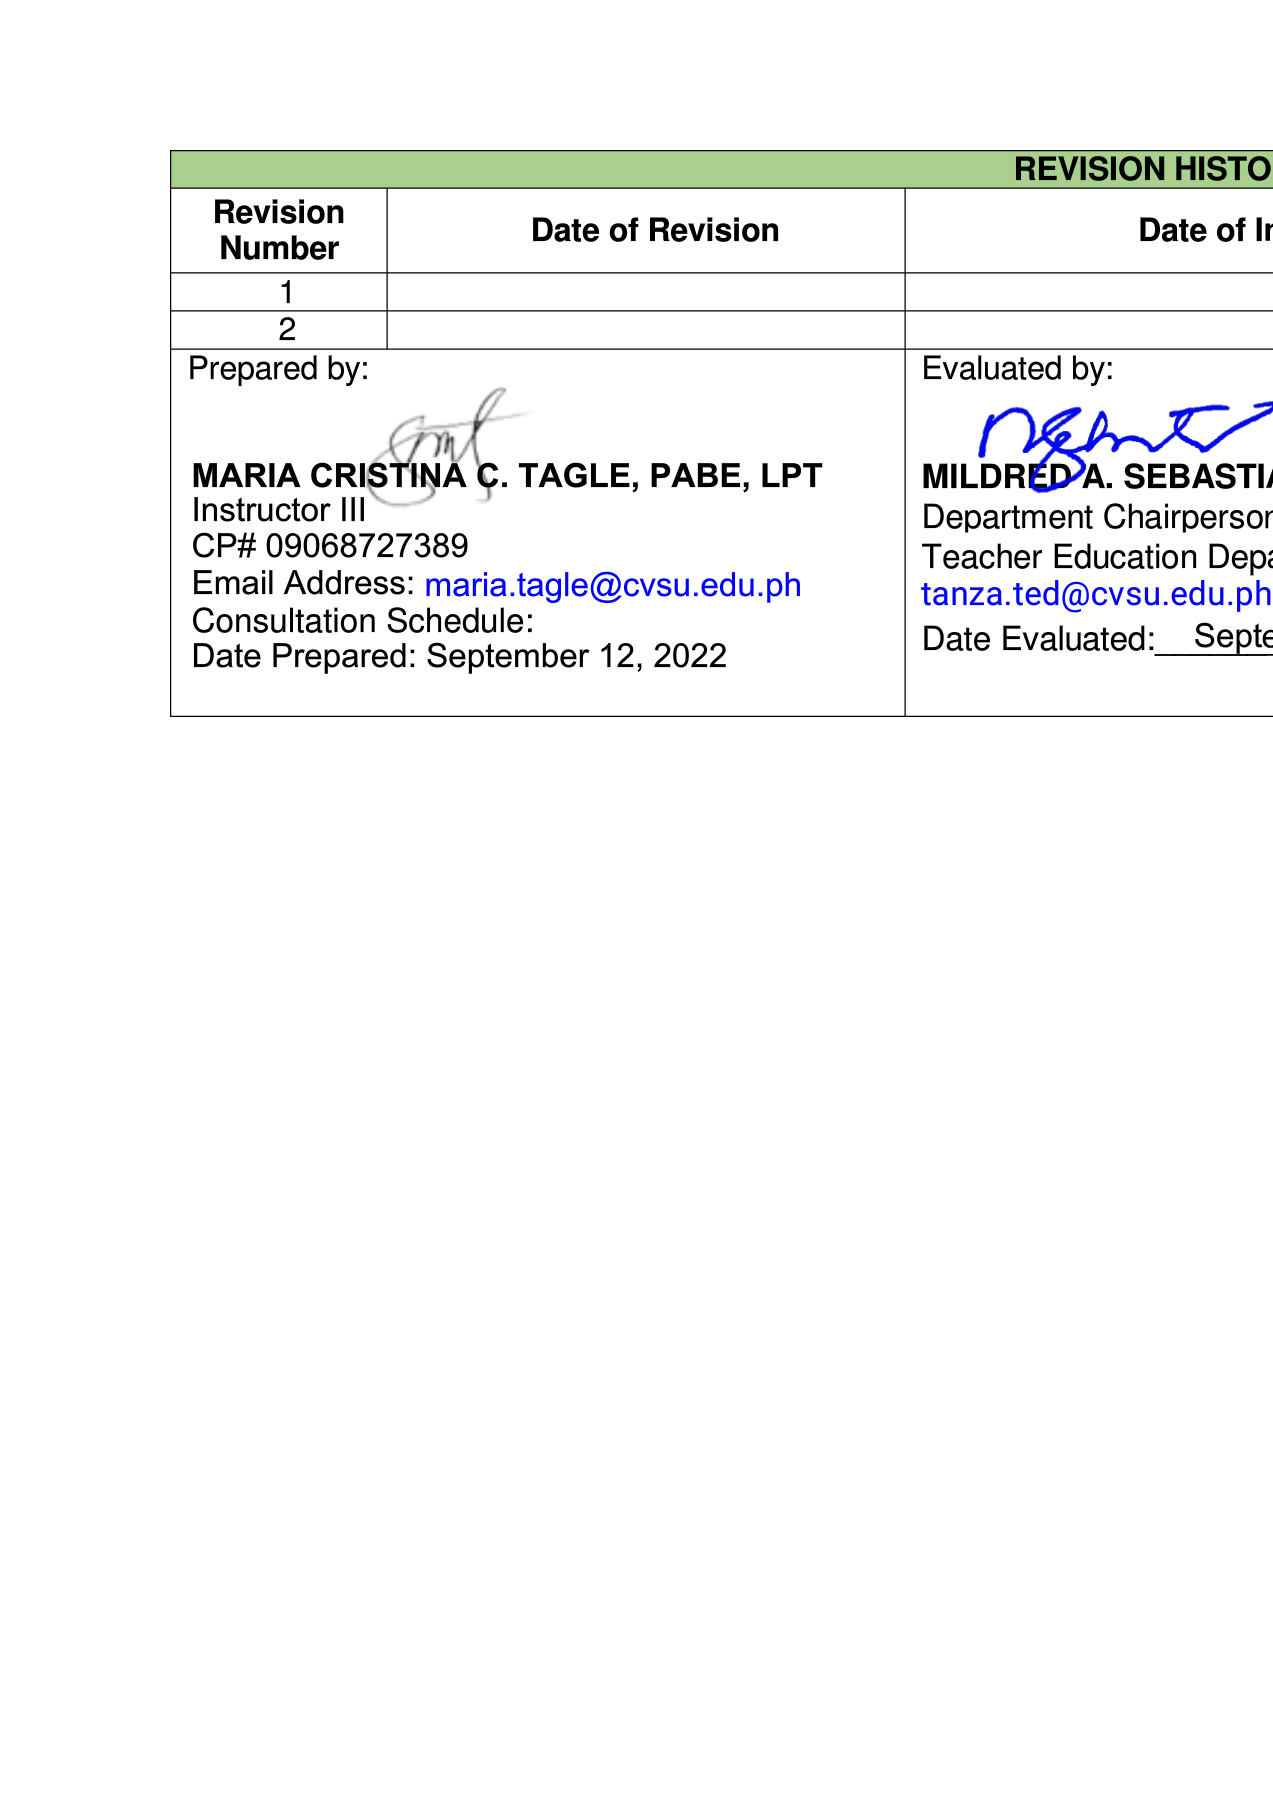 REVISION HISTO
Revision Number
Date of Revision
Date of In
1
2
Prepared by:
MARIA CRISTINA C. TAGLE, PABE, LPT
Instructor III
CP# 09068727389
Email Address: maria.tagle@cvsu.edu.ph
Consultation Schedule:
Date Prepared: September 12, 2022
Evaluated by:
MILDRED A. SEBASTIA
Department Chairperson
Teacher Education Depa
tanza.ted@cvsu.edu.ph
Date Evaluated: Septe